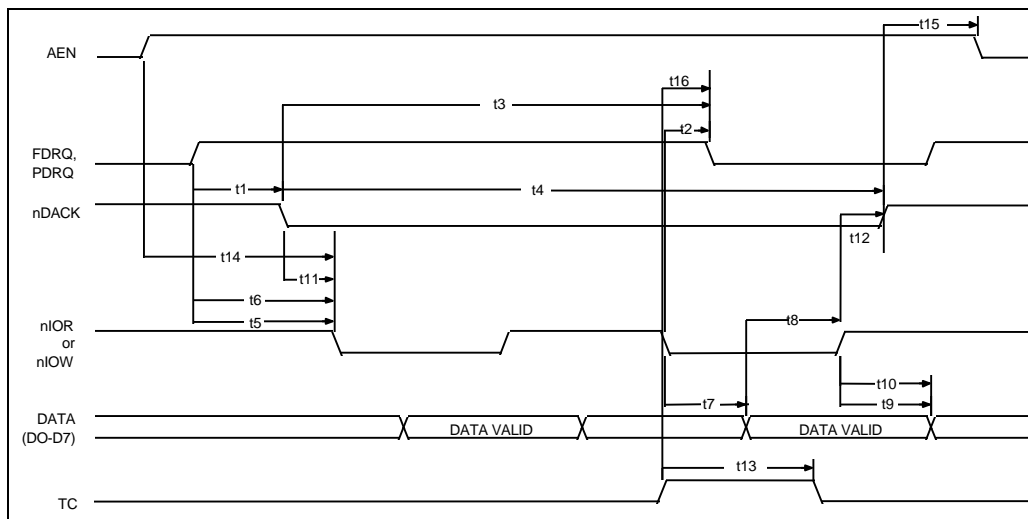 AEN
t15
t16
t3
t2
FDRQ,
PDRQ
t1
t4
nDACK
t12
t14
t11
t6
t5
t8
nIOR
or
nIOW
t10
t7
t9
DATA
(DO-D7)
DATA VALID
DATA VALID
t13
TC